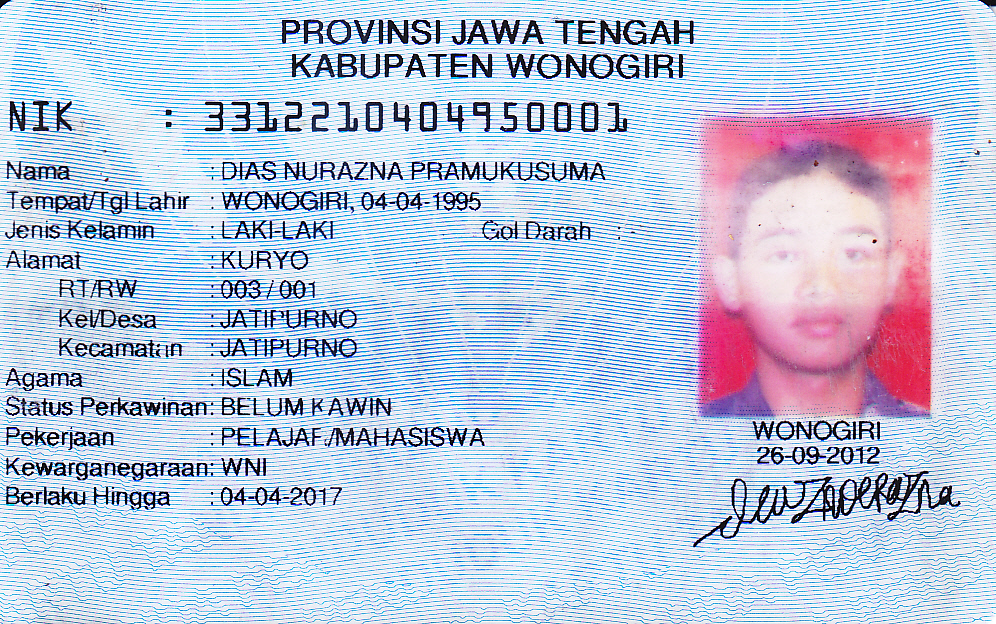 PROVINSI JAWA TENGAH
KABUPATEN WONOGIRI
NIK : 3312210404950001
Nama : DIAS NURAZNA PRAMUKUSUMA
Tempat/Tgl Lahir : WONOGIRI, 04-04-1995
Jenis Kelamin : LAKI-LAKI Gol Darah : -
Alamat : KURYO
RT/RW : 003 / 001
Kel/Desa : JATIPURNO
Kecamatan : JATIPURNO
Agama : ISLAM
Status Perkawinan: BELUM KAWIN
Pekerjaan : PELAJAR/MAHASISWA
Kewarganegaraan: WNI
Berlaku Hingga : 04-04-2017
WONOGIRI
26-09-2012